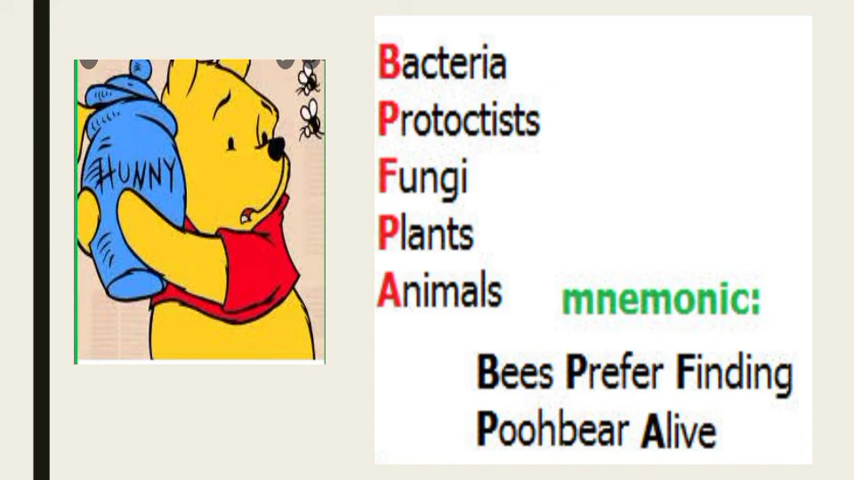 HUNNY
Bacteria
Protoctists
Fungi
Plants
Animals
mnemonic:
Bees Prefer Finding
Poohbear Alive